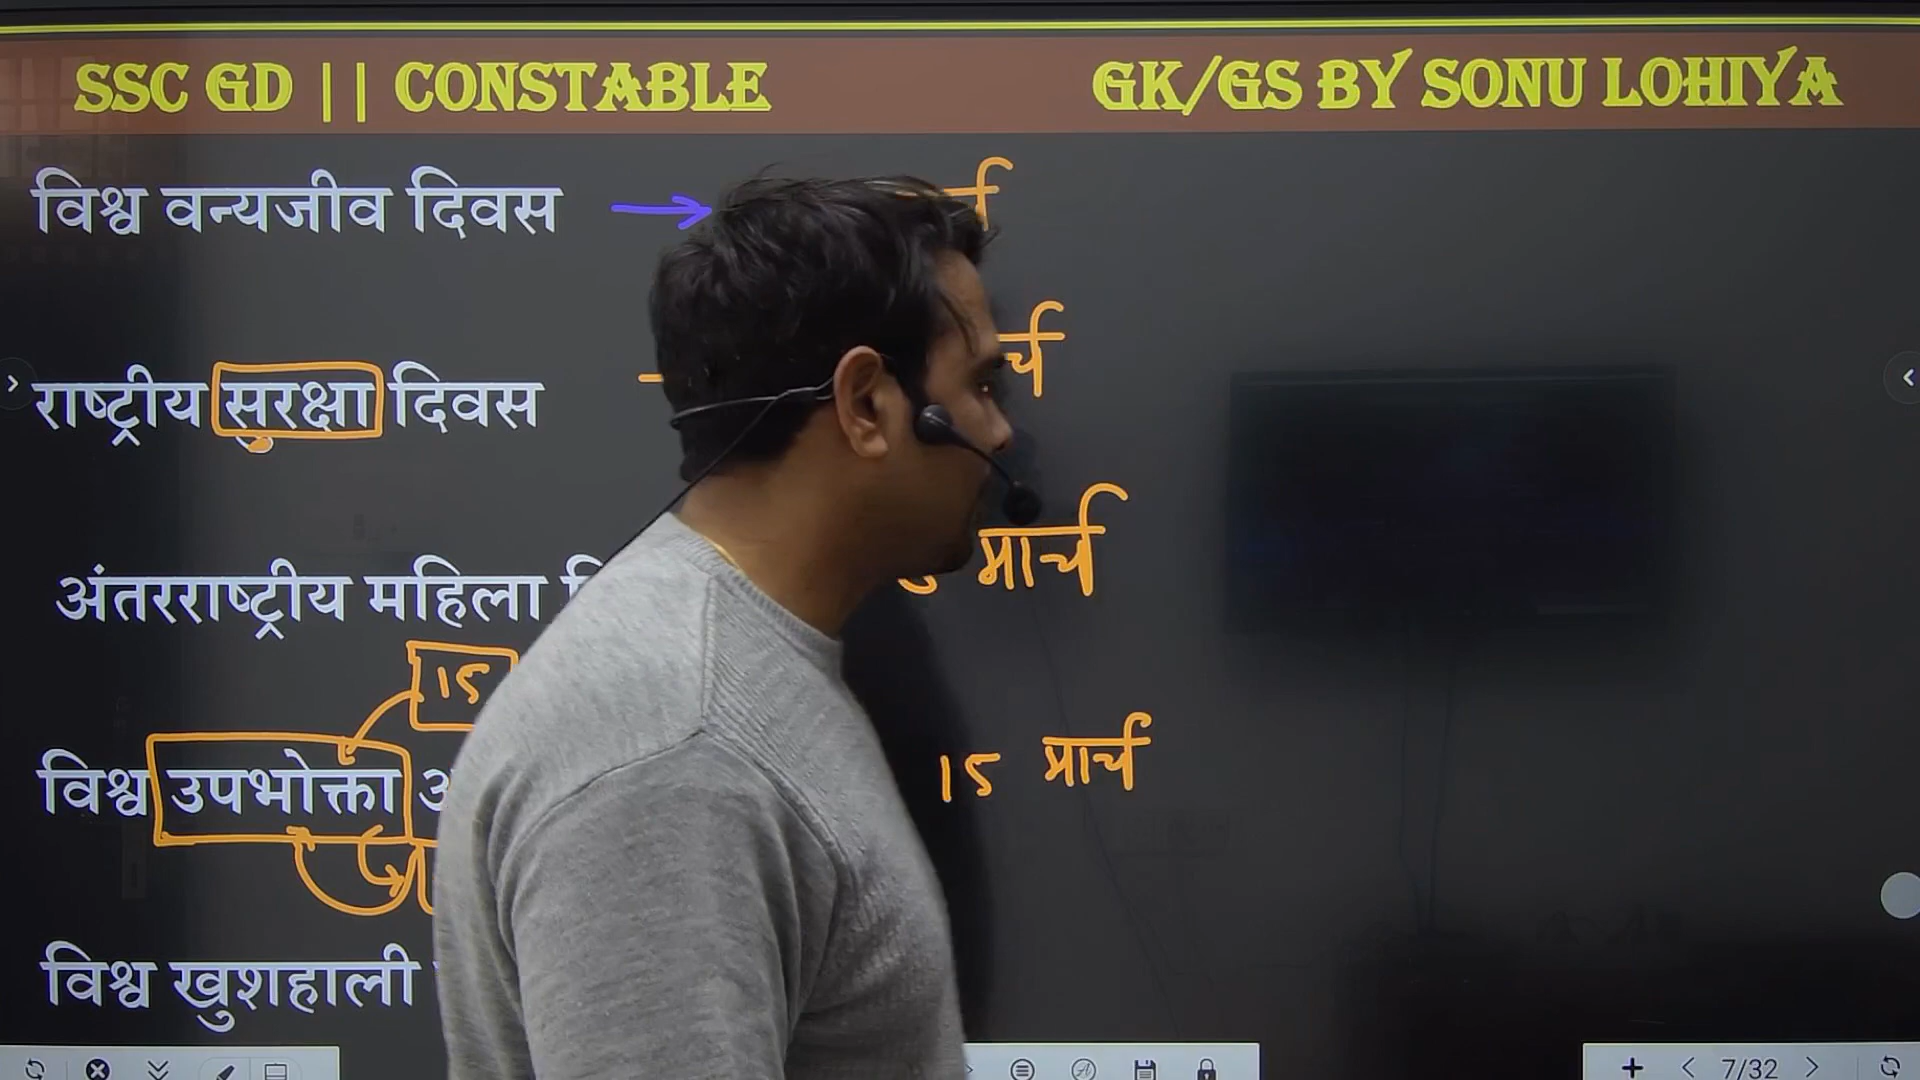 SSC GD || CONSTABLE GK/GS BY SONU LOHIYA
विश्व वन्यजीव दिवस
राष्ट्रीय सुरक्षा दिवस
अंतरराष्ट्रीय महिला मार्च
15
विश्व उपभोक्ता 15 मार्च
विश्व खुशहाली
7/32